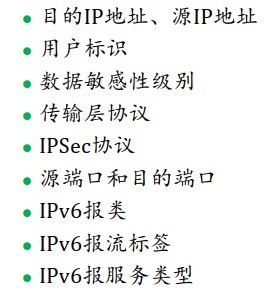 目的IP地址、源IP地址
用户标识
数据敏感性级别
传输层协议
IPSec协议
源端口和目的端口
IPv6报类
IPv6报流标签
IPv6报服务类型